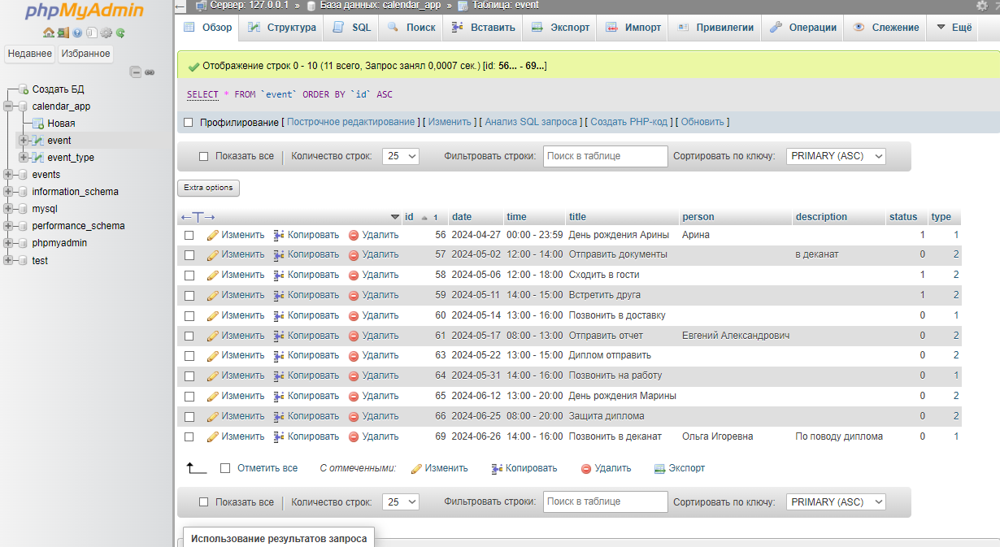 phpMyAdmin
Недавнее Избранное
Создать БД
calendar_app
Новая
event
event_type
events
information_schema
mysql
performance_schema
phpmyadmin
test
Сервер: 127.0.0.1 » База данных: calendar_app » Таблица: event
Обзор Структура SQL Поиск Вставить Экспорт Импорт Привилегии Операции Слежение Ещё
Отображение строк 0 - 10 (11 всего, Запрос занял 0,0007 сек.) [id: 56... - 69...]
SELECT * FROM `event` ORDER BY `id` ASC
Профилирование [ Построчное редактирование ] [ Изменить ] [ Анализ SQL запроса ] [ Создать PHP-код ] [ Обновить ]
Показать все | Количество строк: 25 Фильтровать строки: Поиск в таблице Сортировать по ключу: PRIMARY (ASC)
Extra options
←T→ id 1 date time title person description status type
Изменить Копировать Удалить 56 2024-04-27 00:00 - 23:59 День рождения Арины Арина 1 1
Изменить Копировать Удалить 57 2024-05-02 12:00 - 14:00 Отправить документы в деканат 0 2
Изменить Копировать Удалить 58 2024-05-06 12:00 - 18:00 Сходить в гости 1 2
Изменить Копировать Удалить 59 2024-05-11 14:00 - 15:00 Встретить друга 1 2
Изменить Копировать Удалить 60 2024-05-14 13:00 - 16:00 Позвонить в доставку 0 1
Изменить Копировать Удалить 61 2024-05-17 08:00 - 13:00 Отправить отчет Евгений Александрович 0 2
Изменить Копировать Удалить 63 2024-05-22 13:00 - 15:00 Диплом отправить 0 2
Изменить Копировать Удалить 64 2024-05-31 14:00 - 16:00 Позвонить на работу 0 1
Изменить Копировать Удалить 65 2024-06-12 13:00 - 20:00 День рождения Марины 0 2
Изменить Копировать Удалить 66 2024-06-25 08:00 - 20:00 Защита диплома 0 2
Изменить Копировать Удалить 69 2024-06-26 14:00 - 16:00 Позвонить в деканат Ольга Игоревна По поводу диплома 0 1
Отметить все С отмеченными: Изменить Копировать Удалить Экспорт
Показать все | Количество строк: 25 Фильтровать строки: Поиск в таблице Сортировать по ключу: PRIMARY (ASC)
Использование результатов запроса